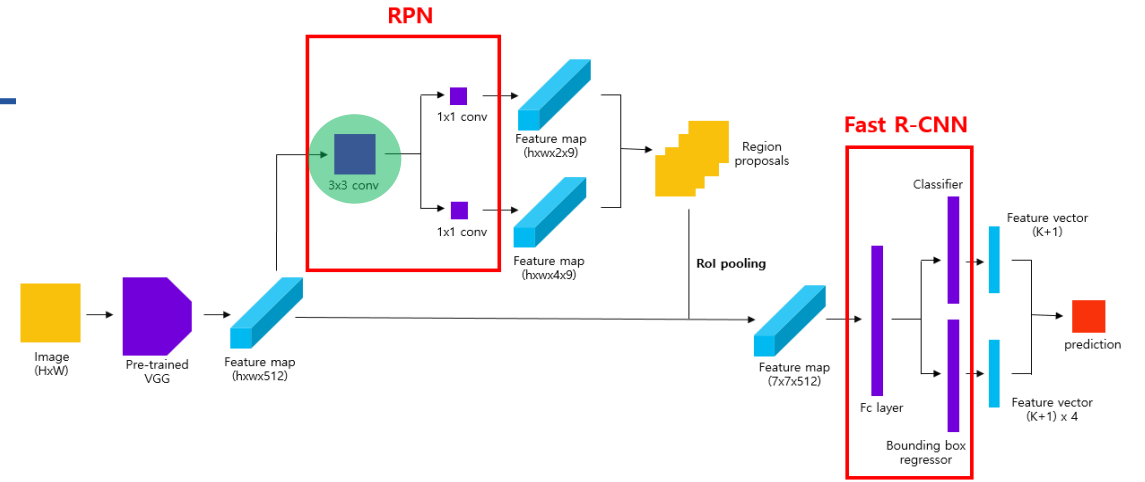 RPN
3x3 conv
1x1 conv
1x1 conv
Feature map
(hxwx2x9)
Feature map
(hxwx4x9)
Region
proposals
RoI pooling
Image
(HxW)
Pre-trained
VGG
Feature map
(hxwx512)
Feature map
(7x7x512)
Fast R-CNN
Classifier
Fc layer
Bounding box
regressor
Feature vector
(K+1)
Feature vector
(K+1) x 4
prediction